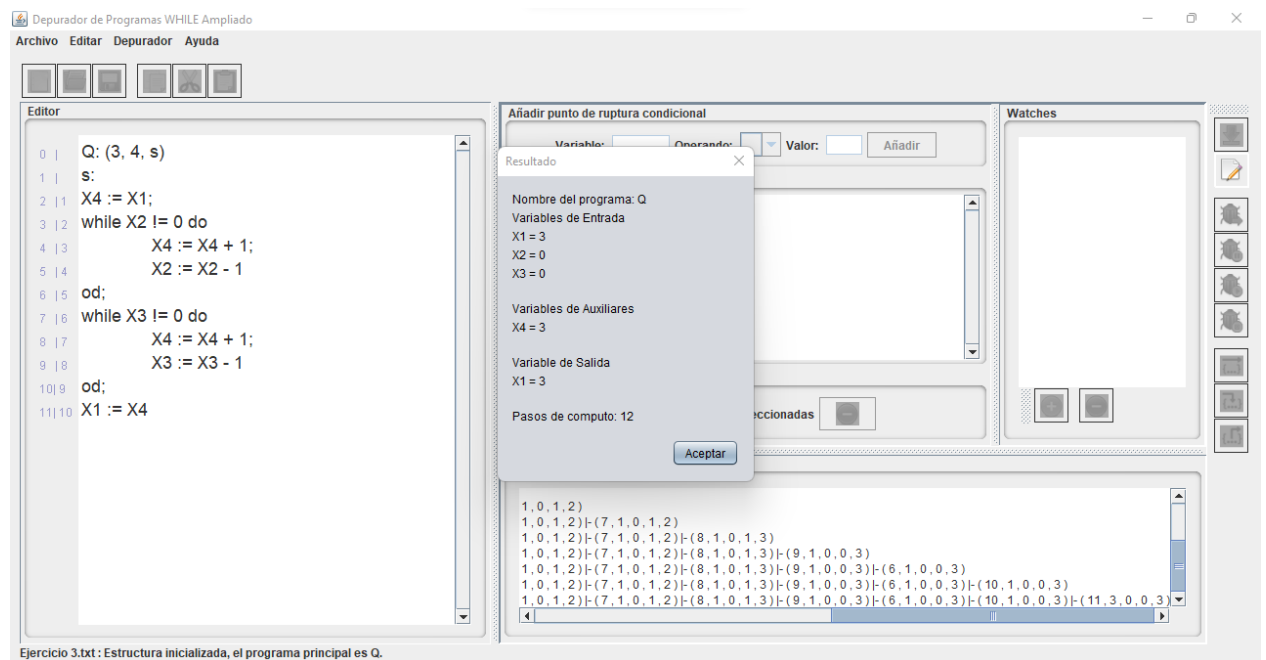 Depurador de Programas WHILE Ampliado
Archivo Editar Depurador Ayuda
Editor
0 | Q: (3, 4, s)
1 | s:
2 |1 X4 := X1;
3 |2 while X2 != 0 do
4 |3 X4 := X4 + 1;
5 |4 X2 := X2 - 1
6 |5 od;
7 |6 while X3 != 0 do
8 |7 X4 := X4 + 1;
9 |8 X3 := X3 - 1
10|9 od;
11|10 X1 := X4
Añadir punto de ruptura condicional
Variable: Operando: Valor: Añadir
Resultado
Nombre del programa: Q
Variables de Entrada
X1 = 3
X2 = 0
X3 = 0
Variables de Auxiliares
X4 = 3
Variable de Salida
X1 = 3
Pasos de computo: 12
Aceptar
eccionadas
Watches
1,0,1,2)
1,0,1,2)|-(7,1,0,1,2)
1,0,1,2)|-(7,1,0,1,2)|-(8,1,0,1,3)
1,0,1,2)|-(7,1,0,1,2)|-(8,1,0,1,3)|-(9,1,0,0,3)
1,0,1,2)|-(7,1,0,1,2)|-(8,1,0,1,3)|-(9,1,0,0,3)|-(6,1,0,0,3)
1,0,1,2)|-(7,1,0,1,2)|-(8,1,0,1,3)|-(9,1,0,0,3)|-(6,1,0,0,3)|-(10,1,0,0,3)
1,0,1,2)|-(7,1,0,1,2)|-(8,1,0,1,3)|-(9,1,0,0,3)|-(6,1,0,0,3)|-(10,1,0,0,3)|-(11,3,0,0,3)
Ejercicio 3.txt : Estructura inicializada, el programa principal es Q.